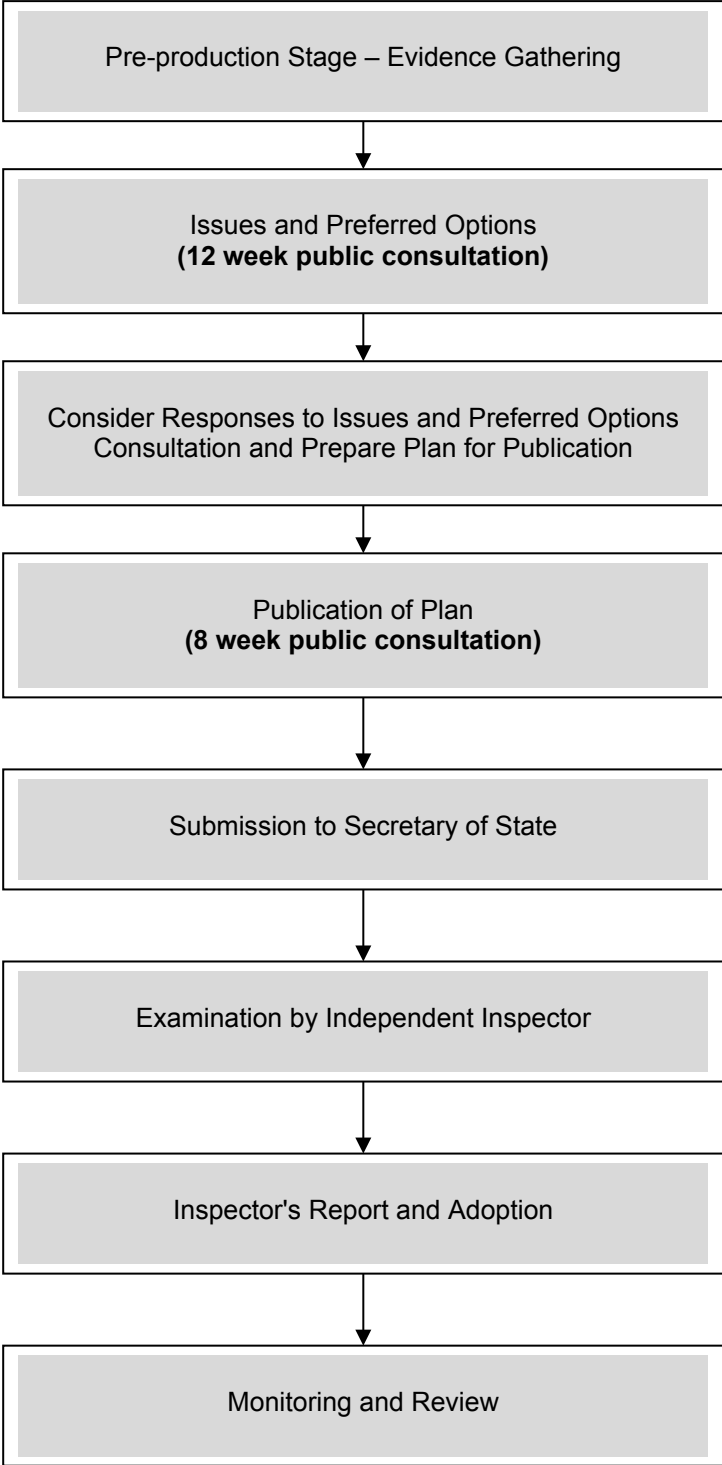 Pre-production Stage – Evidence Gathering
Issues and Preferred Options
(12 week public consultation)
Consider Responses to Issues and Preferred Options
Consultation and Prepare Plan for Publication
Publication of Plan
(8 week public consultation)
Submission to Secretary of State
Examination by Independent Inspector
Inspector's Report and Adoption
Monitoring and Review